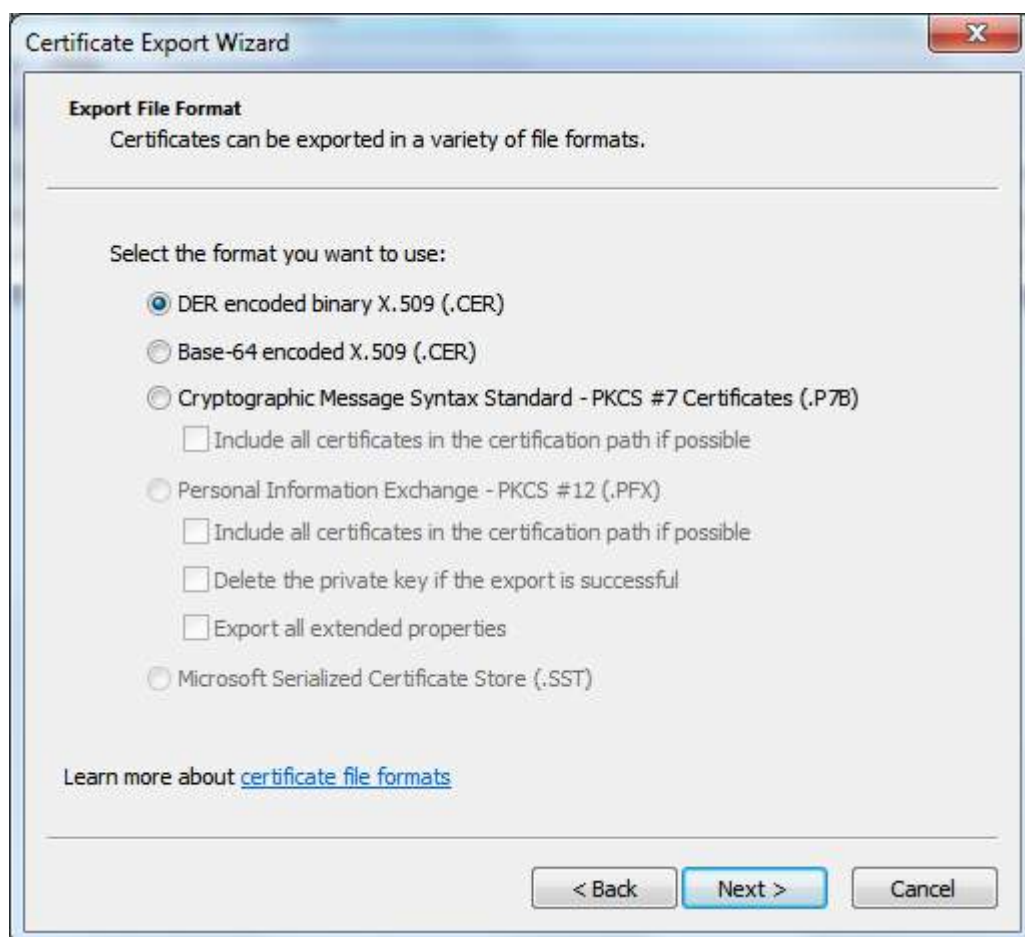 Certificate Export Wizard
Export File Format
Certificates can be exported in a variety of file formats.
Select the format you want to use:
DER encoded binary X.509 (.CER)
Base-64 encoded X.509 (.CER)
Cryptographic Message Syntax Standard - PKCS #7 Certificates (.P7B)
Include all certificates in the certification path if possible
Personal Information Exchange - PKCS #12 (.PFX)
Include all certificates in the certification path if possible
Delete the private key if the export is successful
Export all extended properties
Microsoft Serialized Certificate Store (.SST)
Learn more about certificate file formats
< Back Next > Cancel